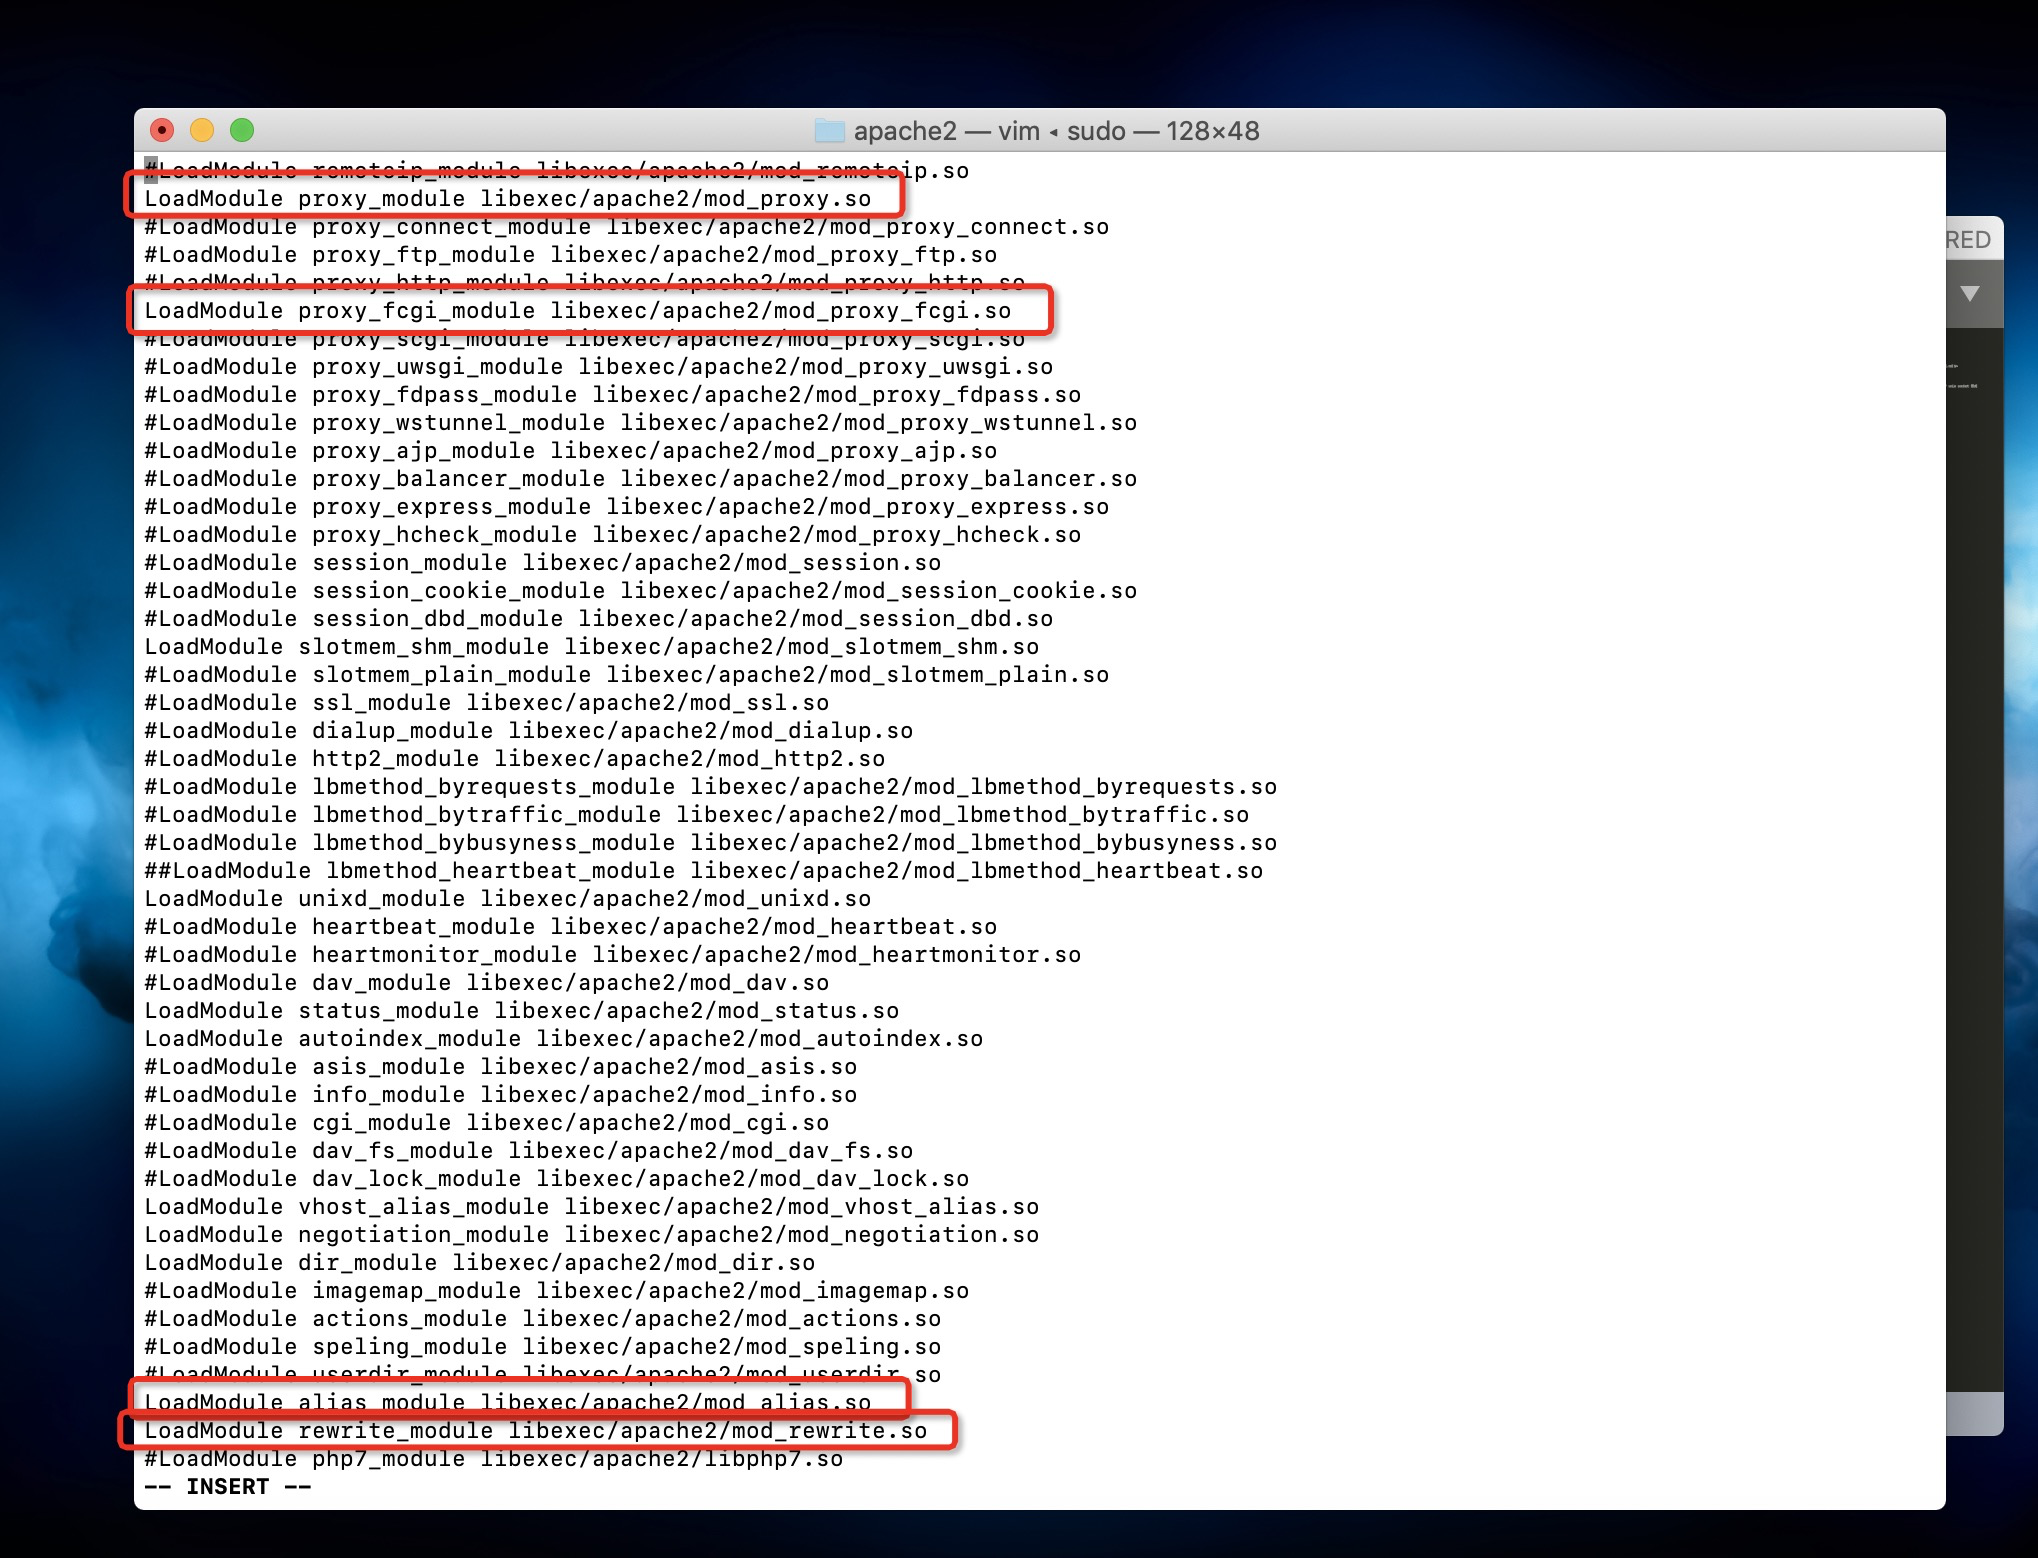 apache2 — vim ◂ sudo — 128×48
#LoadModule remoteip_module libexec/apache2/mod_remoteip.so
LoadModule proxy_module libexec/apache2/mod_proxy.so
#LoadModule proxy_connect_module libexec/apache2/mod_proxy_connect.so
#LoadModule proxy_ftp_module libexec/apache2/mod_proxy_ftp.so
#LoadModule proxy_http_module libexec/apache2/mod_proxy_http.so
LoadModule proxy_fcgi_module libexec/apache2/mod_proxy_fcgi.so
#LoadModule proxy_scgi_module libexec/apache2/mod_proxy_scgi.so
#LoadModule proxy_uwsgi_module libexec/apache2/mod_proxy_uwsgi.so
#LoadModule proxy_fdpass_module libexec/apache2/mod_proxy_fdpass.so
#LoadModule proxy_wstunnel_module libexec/apache2/mod_proxy_wstunnel.so
#LoadModule proxy_ajp_module libexec/apache2/mod_proxy_ajp.so
#LoadModule proxy_balancer_module libexec/apache2/mod_proxy_balancer.so
#LoadModule proxy_express_module libexec/apache2/mod_proxy_express.so
#LoadModule proxy_hcheck_module libexec/apache2/mod_proxy_hcheck.so
#LoadModule session_module libexec/apache2/mod_session.so
#LoadModule session_cookie_module libexec/apache2/mod_session_cookie.so
#LoadModule session_dbd_module libexec/apache2/mod_session_dbd.so
LoadModule slotmem_shm_module libexec/apache2/mod_slotmem_shm.so
#LoadModule slotmem_plain_module libexec/apache2/mod_slotmem_plain.so
#LoadModule ssl_module libexec/apache2/mod_ssl.so
#LoadModule dialup_module libexec/apache2/mod_dialup.so
#LoadModule http2_module libexec/apache2/mod_http2.so
#LoadModule lbmethod_byrequests_module libexec/apache2/mod_lbmethod_byrequests.so
#LoadModule lbmethod_bytraffic_module libexec/apache2/mod_lbmethod_bytraffic.so
#LoadModule lbmethod_bybusyness_module libexec/apache2/mod_lbmethod_bybusyness.so
##LoadModule lbmethod_heartbeat_module libexec/apache2/mod_lbmethod_heartbeat.so
LoadModule unixd_module libexec/apache2/mod_unixd.so
#LoadModule heartbeat_module libexec/apache2/mod_heartbeat.so
#LoadModule heartmonitor_module libexec/apache2/mod_heartmonitor.so
#LoadModule dav_module libexec/apache2/mod_dav.so
LoadModule status_module libexec/apache2/mod_status.so
LoadModule autoindex_module libexec/apache2/mod_autoindex.so
#LoadModule asis_module libexec/apache2/mod_asis.so
#LoadModule info_module libexec/apache2/mod_info.so
#LoadModule cgi_module libexec/apache2/mod_cgi.so
#LoadModule dav_fs_module libexec/apache2/mod_dav_fs.so
#LoadModule dav_lock_module libexec/apache2/mod_dav_lock.so
LoadModule vhost_alias_module libexec/apache2/mod_vhost_alias.so
LoadModule negotiation_module libexec/apache2/mod_negotiation.so
LoadModule dir_module libexec/apache2/mod_dir.so
#LoadModule imagemap_module libexec/apache2/mod_imagemap.so
#LoadModule actions_module libexec/apache2/mod_actions.so
#LoadModule speling_module libexec/apache2/mod_speling.so
#LoadModule userdir_module libexec/apache2/mod_userdir.so
LoadModule alias_module libexec/apache2/mod_alias.so
LoadModule rewrite_module libexec/apache2/mod_rewrite.so
#LoadModule php7_module libexec/apache2/libphp7.so
-- INSERT --
RED